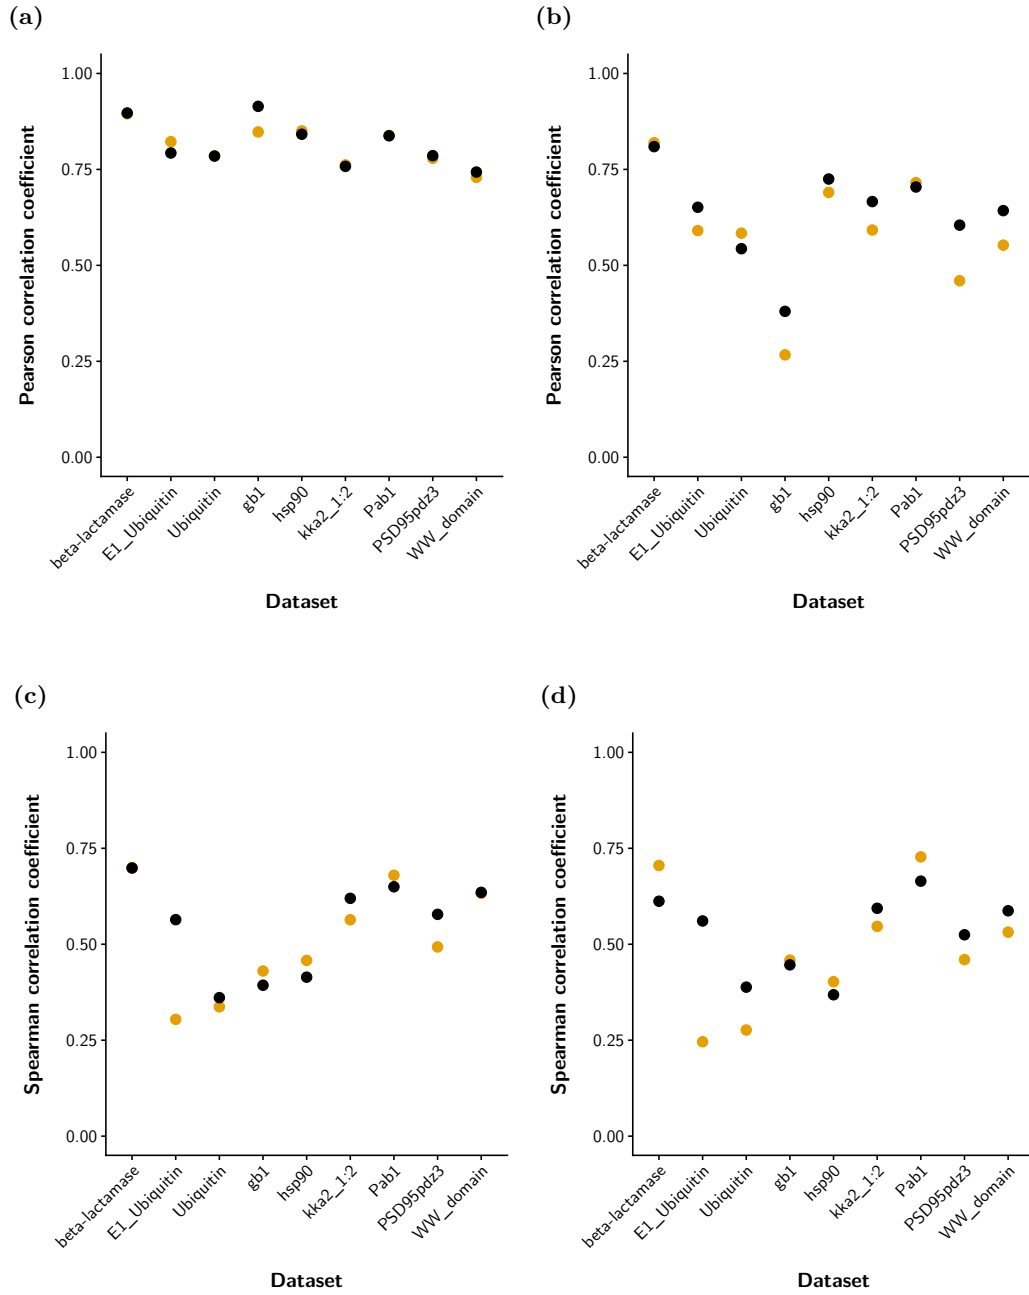 (a)
1.00
0.75
0.50
0.25
0.00
Pearson correlation coefficient
beta-lactamase
E1_Ubiquitin
Ubiquitin
gb1
hsp90
kka2_1:2
Pab1
PSD95pdz3
WW_domain
Dataset
(b)
1.00
0.75
0.50
0.25
0.00
Pearson correlation coefficient
beta-lactamase
E1_Ubiquitin
Ubiquitin
gb1
hsp90
kka2_1:2
Pab1
PSD95pdz3
WW_domain
Dataset
(c)
1.00
0.75
0.50
0.25
0.00
Spearman correlation coefficient
beta-lactamase
E1_Ubiquitin
Ubiquitin
gb1
hsp90
kka2_1:2
Pab1
PSD95pdz3
WW_domain
Dataset
(d)
1.00
0.75
0.50
0.25
0.00
Spearman correlation coefficient
beta-lactamase
E1_Ubiquitin
Ubiquitin
gb1
hsp90
kka2_1:2
Pab1
PSD95pdz3
WW_domain
Dataset